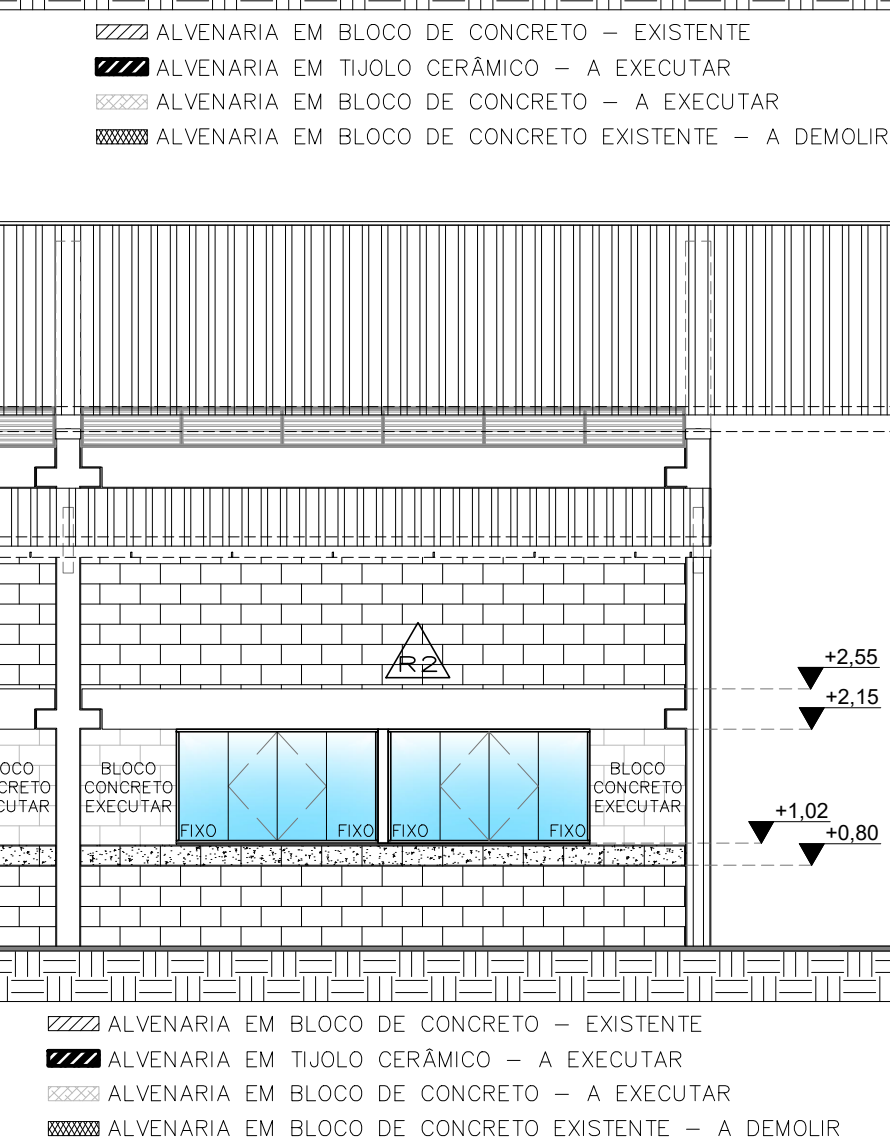 ALVENARIA EM BLOCO DE CONCRETO – EXISTENTE
ALVENARIA EM TIJOLO CERÂMICO – A EXECUTAR
ALVENARIA EM BLOCO DE CONCRETO – A EXECUTAR
ALVENARIA EM BLOCO DE CONCRETO EXISTENTE – A DEMOLIR
R2
+2,55
+2,15
OCO
CRETO
CUTAR
BLOCO
CONCRETO
EXECUTAR
FIXO
FIXO
FIXO
FIXO
BLOCO
CONCRETO
EXECUTAR
+1,02
+0,80
ALVENARIA EM BLOCO DE CONCRETO – EXISTENTE
ALVENARIA EM TIJOLO CERÂMICO – A EXECUTAR
ALVENARIA EM BLOCO DE CONCRETO – A EXECUTAR
ALVENARIA EM BLOCO DE CONCRETO EXISTENTE – A DEMOLIR